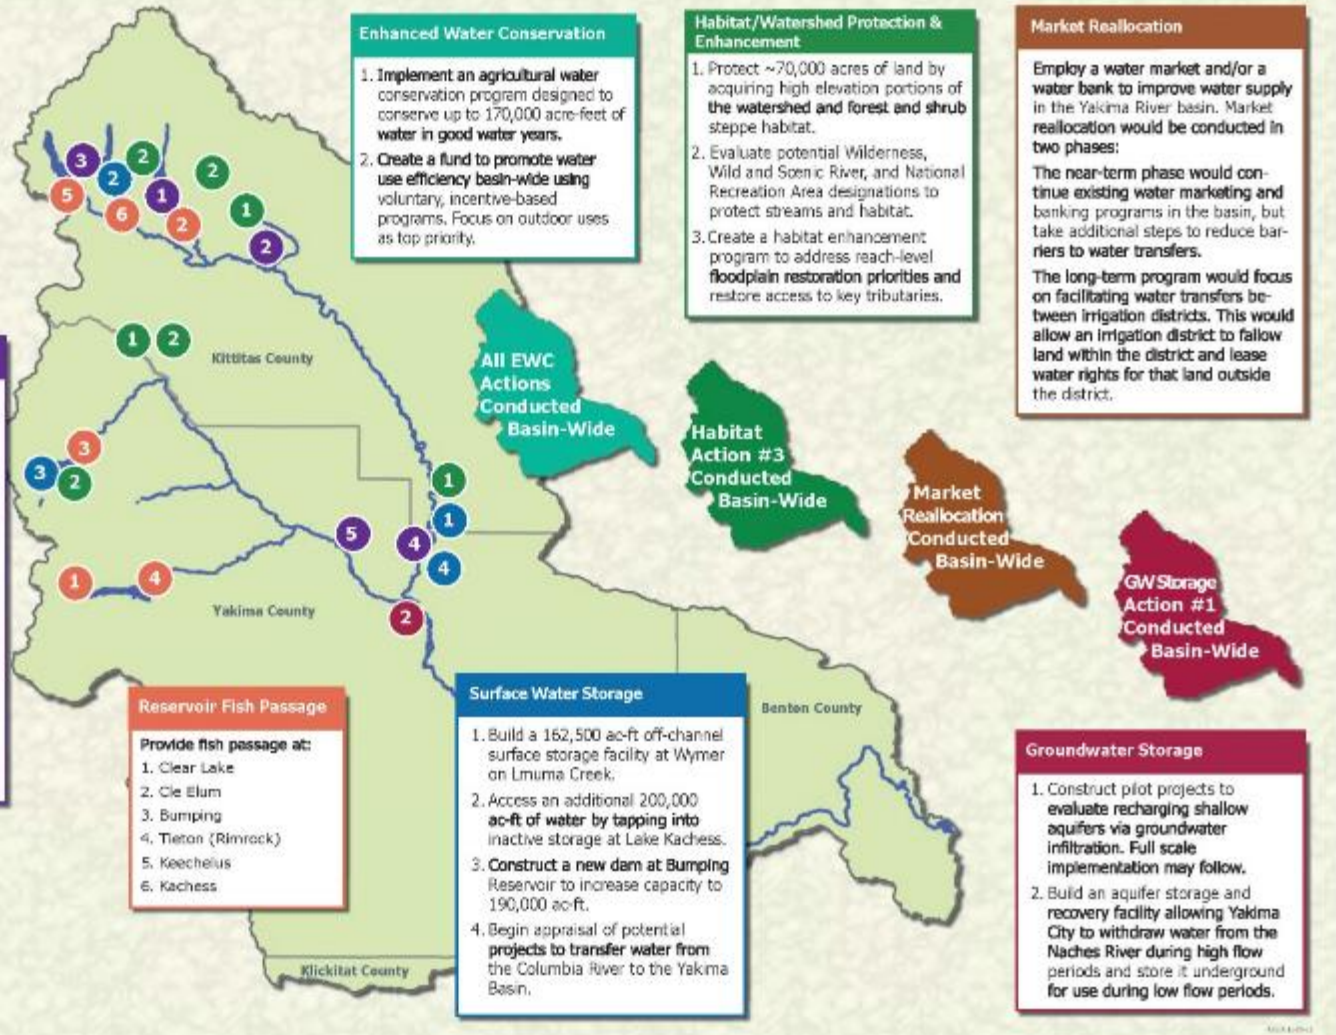 Enhanced Water Conservation
1. Implement an agricultural water
conservation program designed to
conserve up to 170,000 acre-feet of
water in good water years.
2. Create a fund to promote water
use efficiency basin-wide using
voluntary, incentive-based
programs. Focus on outdoor uses
as top priority.
Habitat/Watershed Protection &
Enhancement
1. Protect ~70,000 acres of land by
acquiring high elevation portions of
the watershed and forest and shrub
steppe habitat.
2. Evaluate potential Wilderness,
Wild and Scenic River, and National
Recreation Area designations to
protect streams and habitat.
3. Create a habitat enhancement
program to address reach-level
floodplain restoration priorities and
restore access to key tributaries.
Market Reallocation
Employ a water market and/or a
water bank to improve water supply
in the Yakima River basin. Market
reallocation would be conducted in
two phases:
The near-term phase would con-
tinue existing water marketing and
banking programs in the basin, but
take additional steps to reduce bar-
riers to water transfers.
The long-term program would focus
on facilitating water transfers be-
tween irrigation districts. This would
allow an irrigation district to fallow
land within the district and lease
water rights for that land outside
the district.
3
2
2
2
5
1
6
2
1
2
1 2
Kittitas County
3
3
2
1
1
5
4
4
1
4
2
Yakima County
Benton County
Klickitat County
All EWC
Actions
Conducted
Basin-Wide
Habitat
Action #3
Conducted
Basin-Wide
Market
Reallocation
Conducted
Basin-Wide
GW Storage
Action #1
Conducted
Basin-Wide
Reservoir Fish Passage
Provide fish passage at:
1. Clear Lake
2. Cle Elum
3. Bumping
4. Tieton (Rimrock)
5. Keechelus
6. Kachess
Surface Water Storage
1. Build a 162,500 ac-ft off-channel
surface storage facility at Wymer
on Lmuma Creek.
2. Access an additional 200,000
ac-ft of water by tapping into
inactive storage at Lake Kachess.
3. Construct a new dam at Bumping
Reservoir to increase capacity to
190,000 ac-ft.
4. Begin appraisal of potential
projects to transfer water from
the Columbia River to the Yakima
Basin.
Groundwater Storage
1. Construct pilot projects to
evaluate recharging shallow
aquifers via groundwater
infiltration. Full scale
implementation may follow.
2. Build an aquifer storage and
recovery facility allowing Yakima
City to withdraw water from the
Naches River during high flow
periods and store it underground
for use during low flow periods.